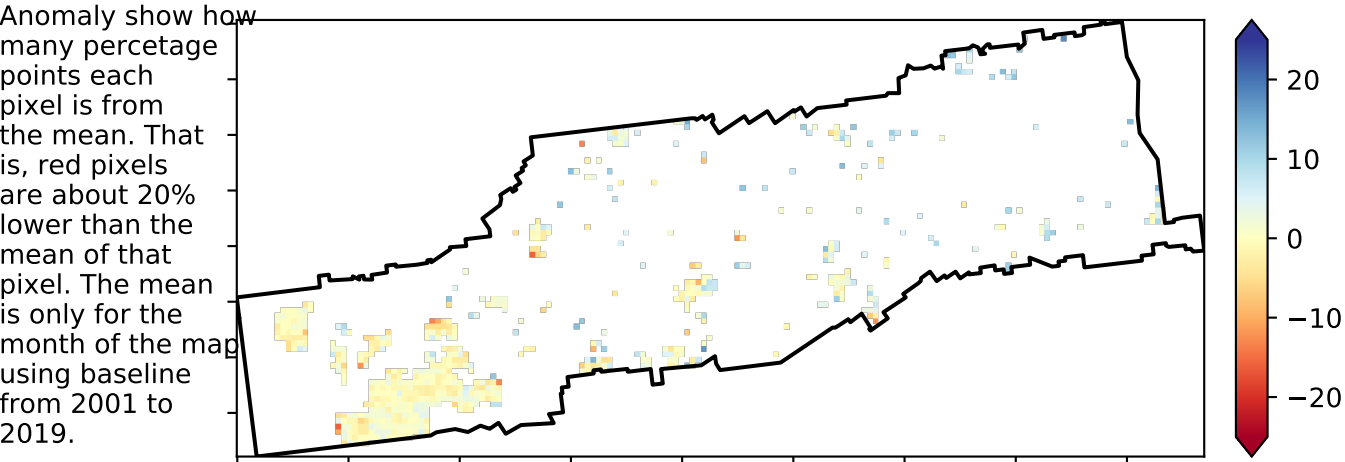 Anomaly show how
many percetage
points each
pixel is from
the mean. That
is, red pixels
are about 20%
lower than the
mean of that
pixel. The mean
is only for the
month of the map
using baseline
from 2001 to
2019.
20
10
0
−10
−20